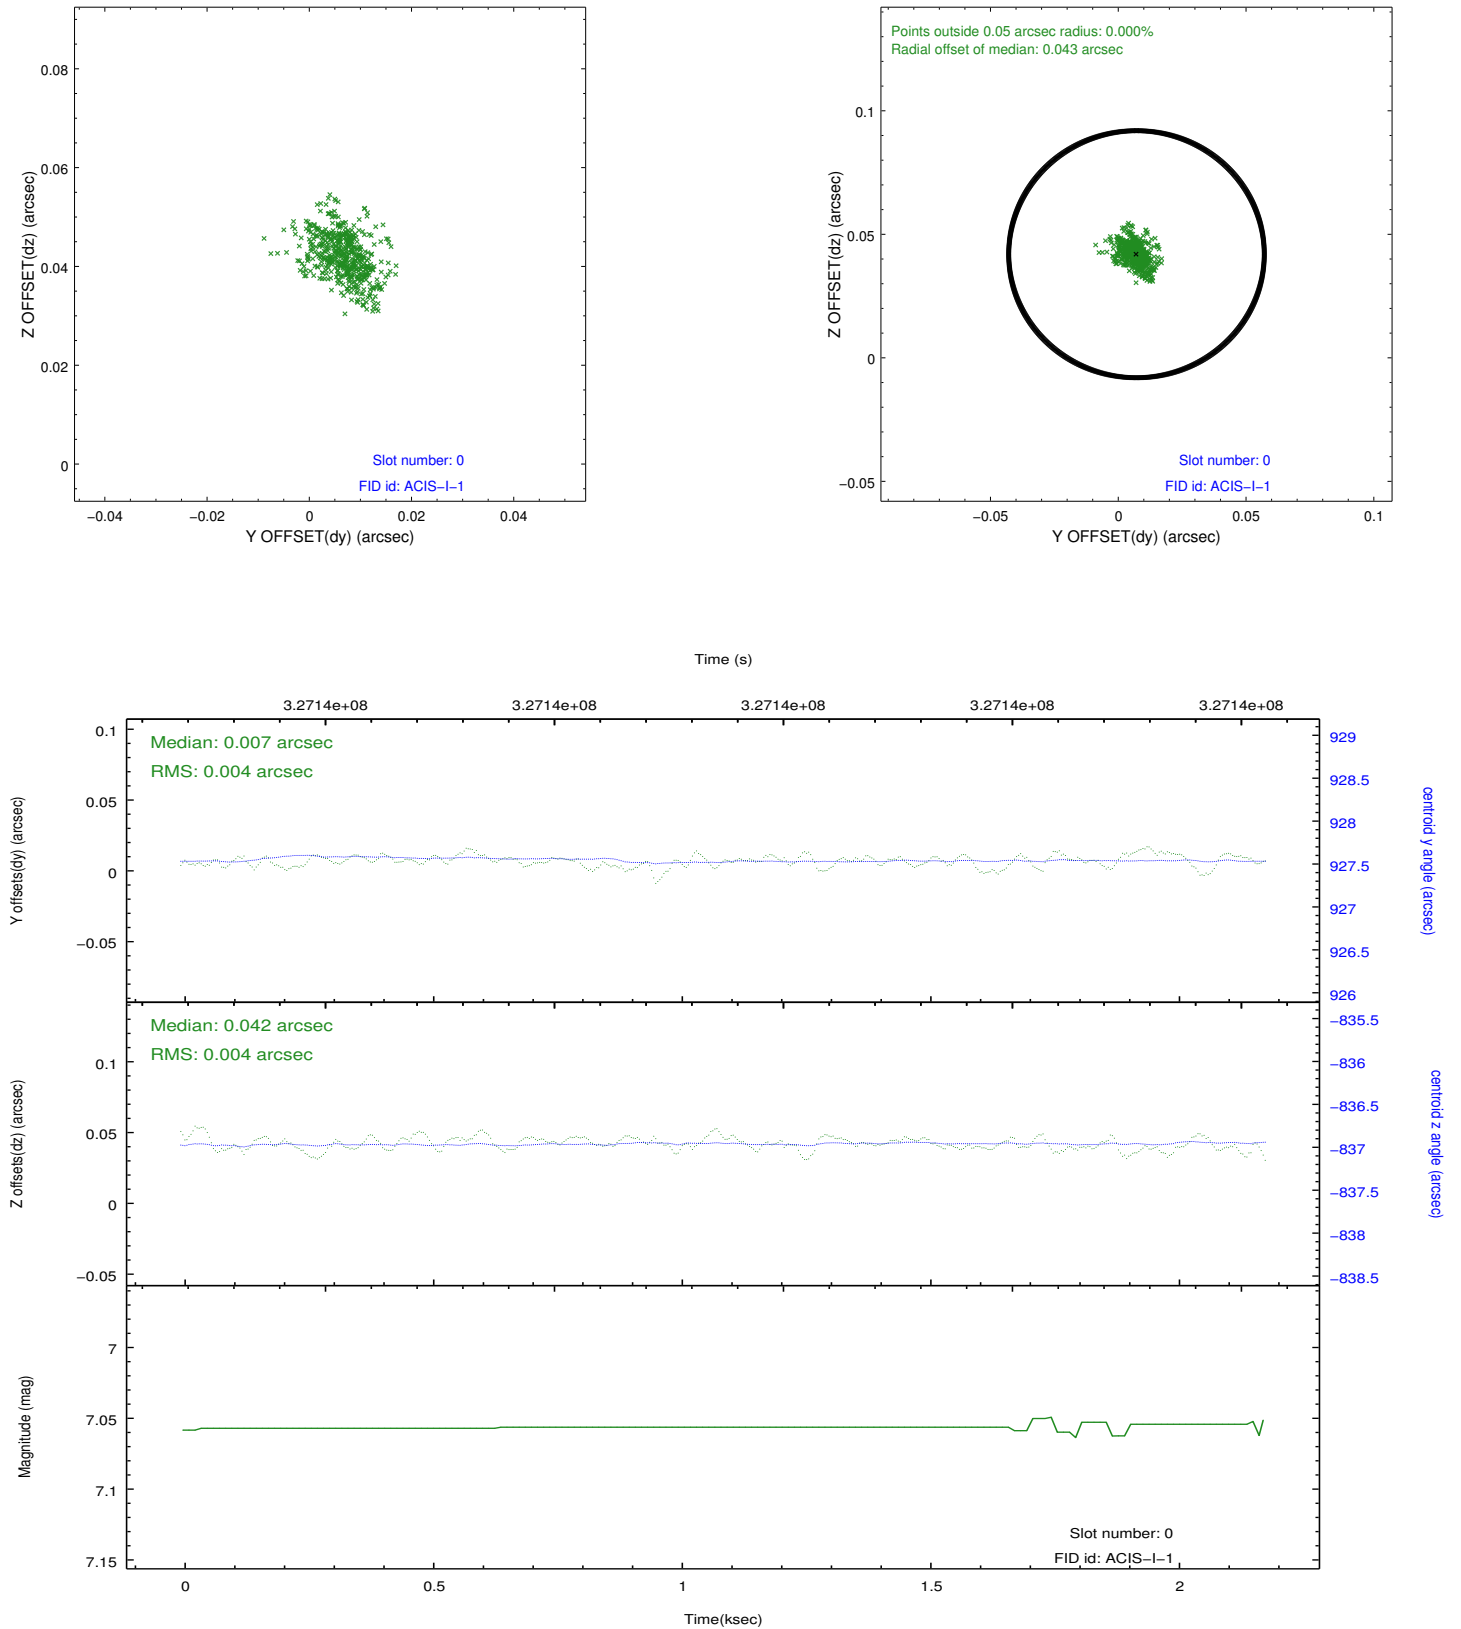 0.08
0.06
0.04
0.02
0
Z OFFSET(dz) (arcsec)
Slot number: 0
FID id: ACIS−I−1
−0.04
−0.02
0
0.02
0.04
Y OFFSET(dy) (arcsec)
Points outside 0.05 arcsec radius: 0.000%
Radial offset of median: 0.043 arcsec
0.1
0.05
0
−0.05
Z OFFSET(dz) (arcsec)
Slot number: 0
FID id: ACIS−I−1
−0.05
0
0.05
0.1
Y OFFSET(dy) (arcsec)
Time (s)
3.2714e+08
3.2714e+08
3.2714e+08
3.2714e+08
3.2714e+08
Median: 0.007 arcsec
RMS: 0.004 arcsec
0.1
0.05
0
−0.05
Y offsets(dy) (arcsec)
929
928.5
928
927.5
927
926.5
926
centroid y angle (arcsec)
Median: 0.042 arcsec
RMS: 0.004 arcsec
0.1
0.05
0
−0.05
Z offsets(dz) (arcsec)
−835.5
−836
−836.5
−837
−837.5
−838
−838.5
centroid z angle (arcsec)
7
7.05
7.1
7.15
Magnitude (mag)
Slot number: 0
FID id: ACIS−I−1
0
0.5
1
1.5
2
Time(ksec)